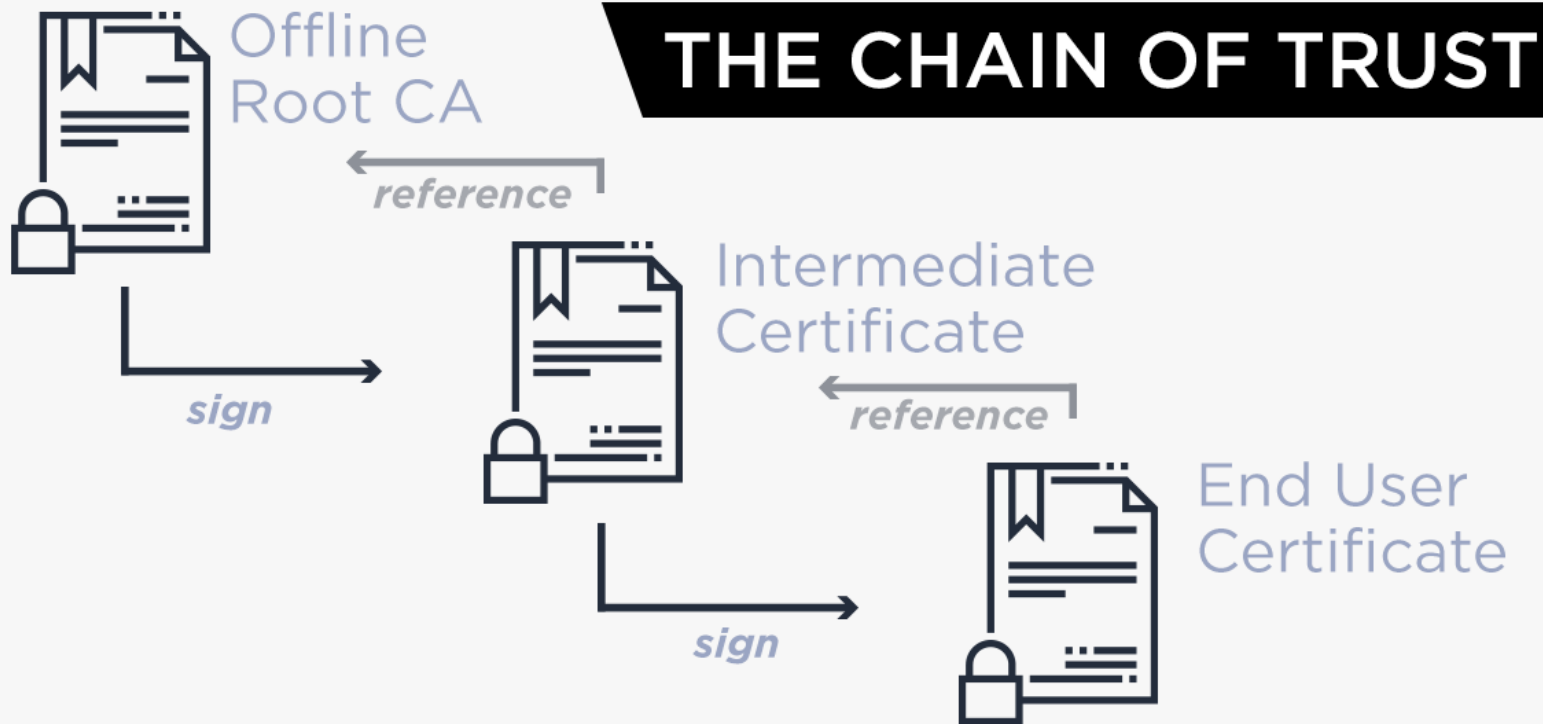 Offline
Root CA
THE CHAIN OF TRUST
reference
Intermediate
Certificate
sign
reference
End User
Certificate
sign